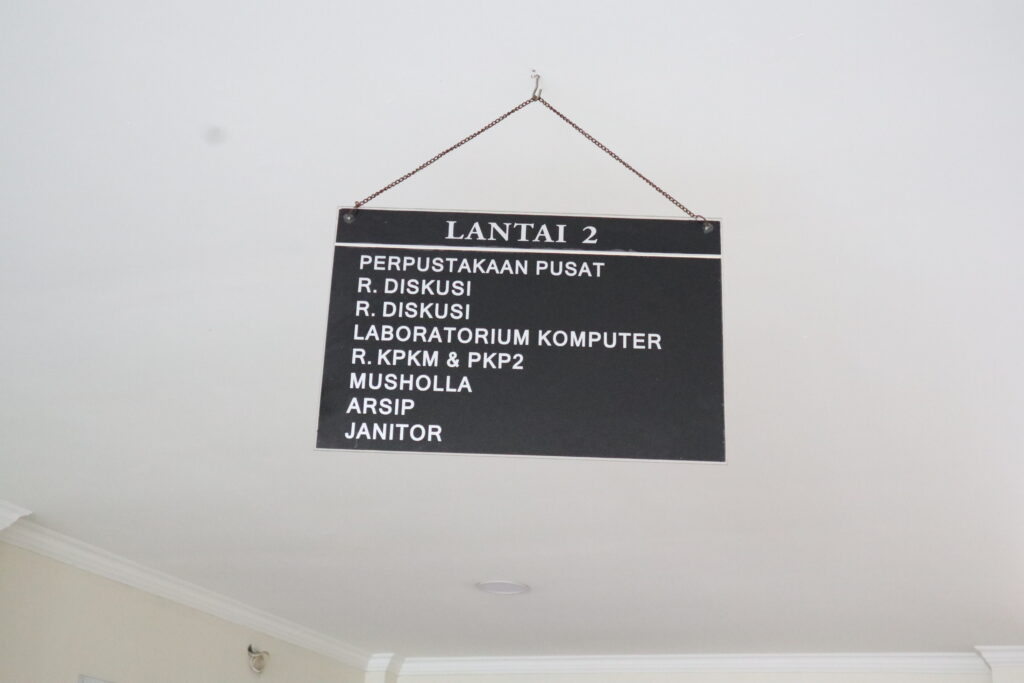 LANTAI 2
PERPUSTAKAAN PUSAT
R. DISKUSI
R. DISKUSI
LABORATORIUM KOMPUTER
R. KPKM & PKP2
MUSHOLLA
ARSIP
JANITOR